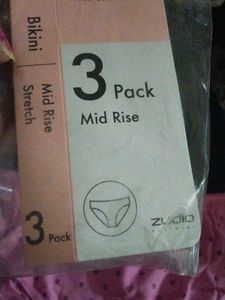 Bikini
Mid Rise
Stretch
3 Pack
3 Pack
Mid Rise
ZUDIO